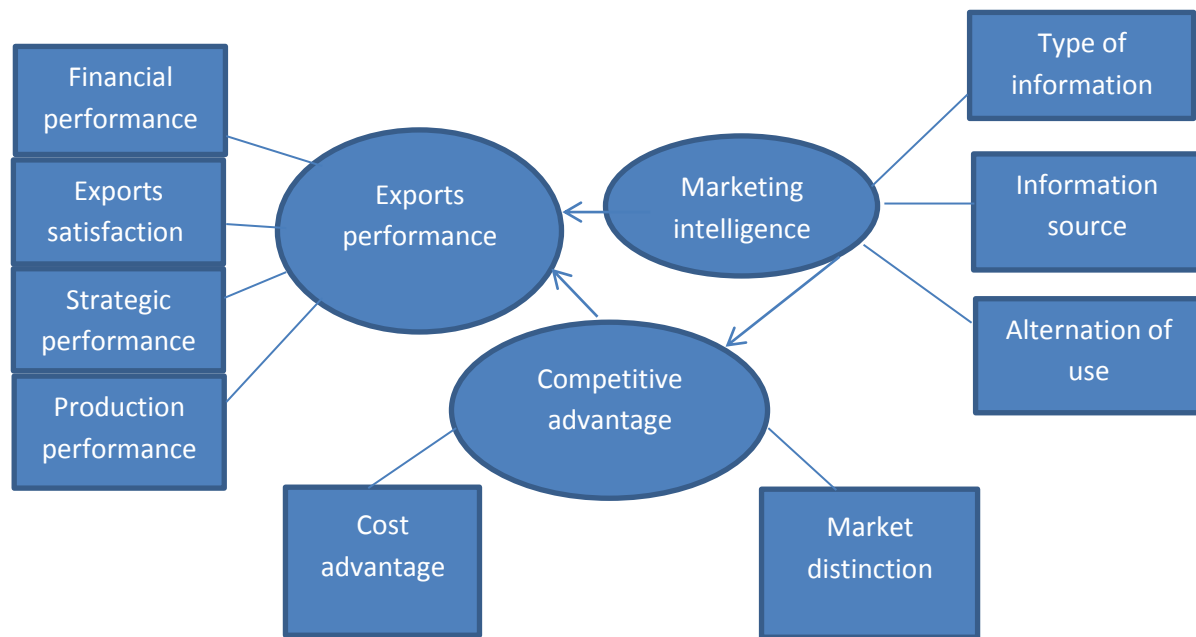 Financial
performance
Exports
satisfaction
Strategic
performance
Production
performance
Exports
performance
Marketing
intelligence
Competitive
advantage
Cost
advantage
Market
distinction
Type of
information
Information
source
Alternation of
use